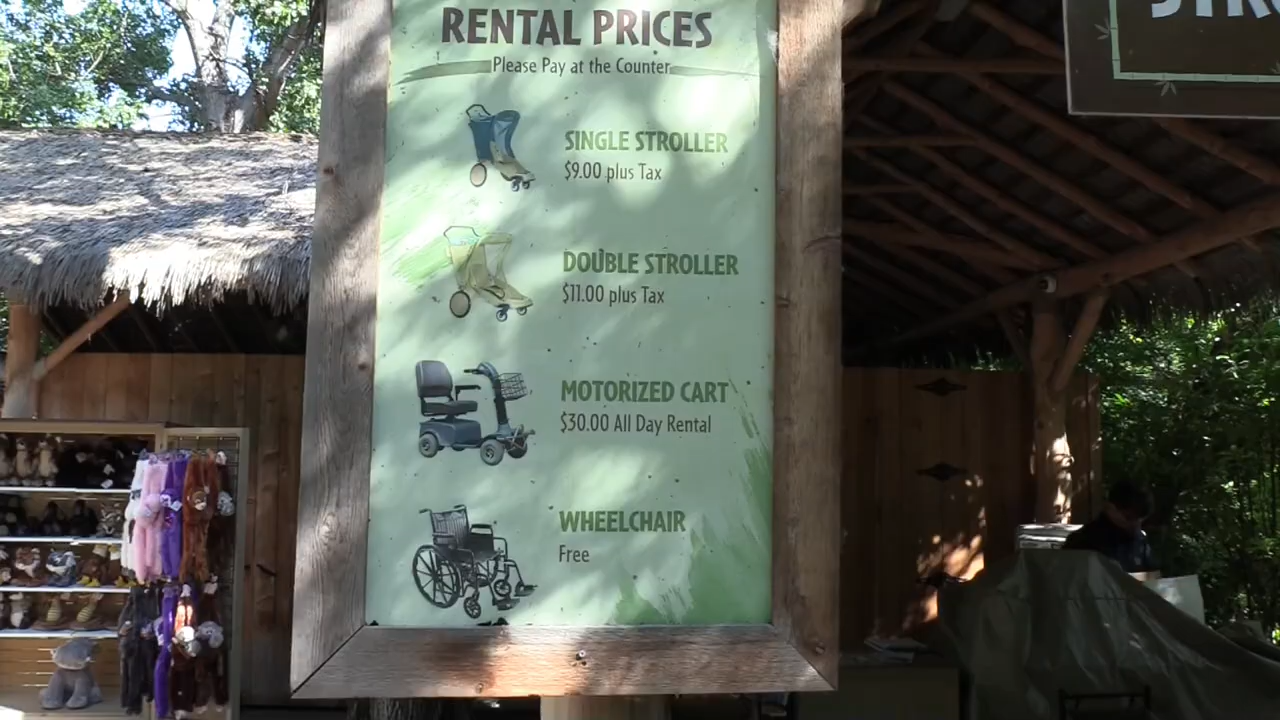 RENTAL PRICES
Please Pay at the Counter
SINGLE STROLLER
$9.00 plus Tax
DOUBLE STROLLER
$11.00 plus Tax
MOTORIZED CART
$30.00 All Day Rental
WHEELCHAIR
Free